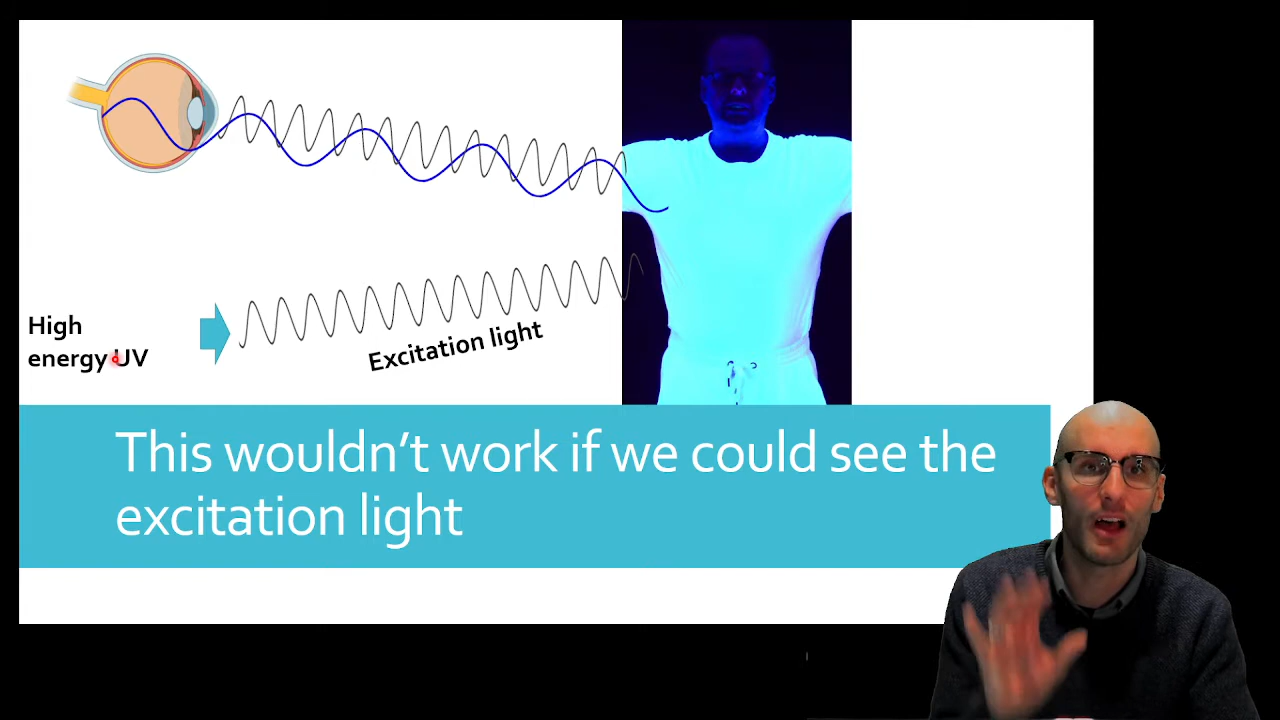 High
energy UV
Excitation light
This wouldn't work if we could see the
excitation light